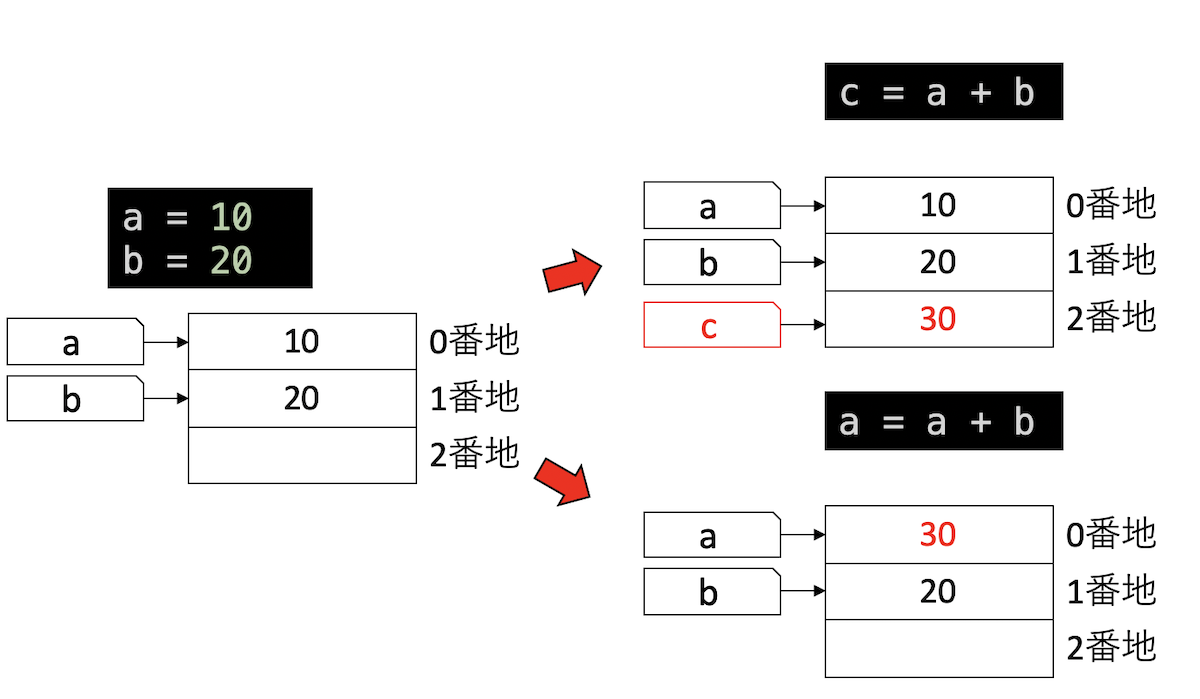 a = 10
b = 20
a 10 0番地
b 20 1番地
2番地
c = a + b
a 10 0番地
b 20 1番地
c 30 2番地
a = a + b
a 30 0番地
b 20 1番地
2番地